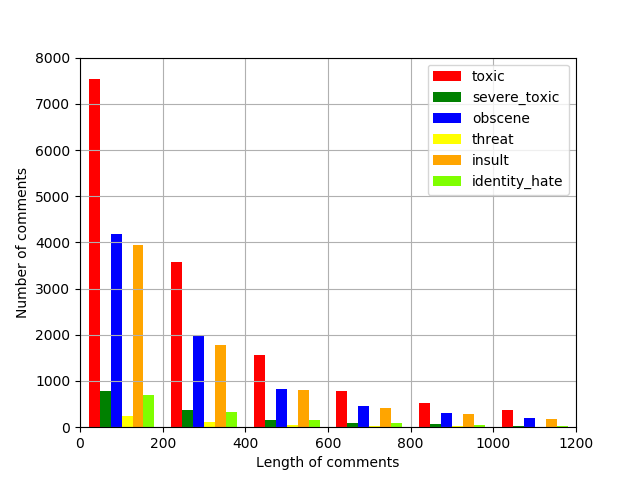 8000
7000
6000
5000
4000
3000
2000
1000
0
Number of comments
0 200 400 600 800 1000 1200
Length of comments
toxic
severe_toxic
obscene
threat
insult
identity_hate